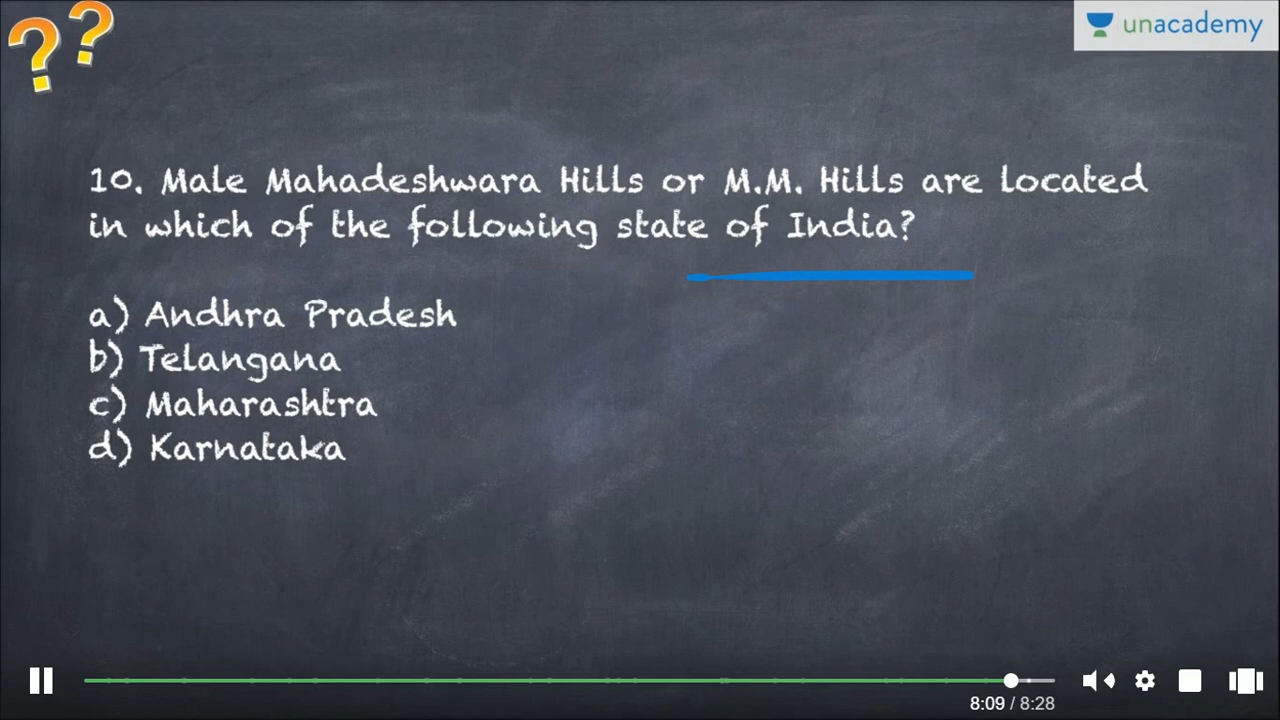 ? ?
unacademy
10. Male Mahadeshwara Hills or M.M. Hills are located
in which of the following state of India?
a) Andhra Pradesh
b) Telangana
c) Maharashtra
d) Karnataka
8:09 / 8:28